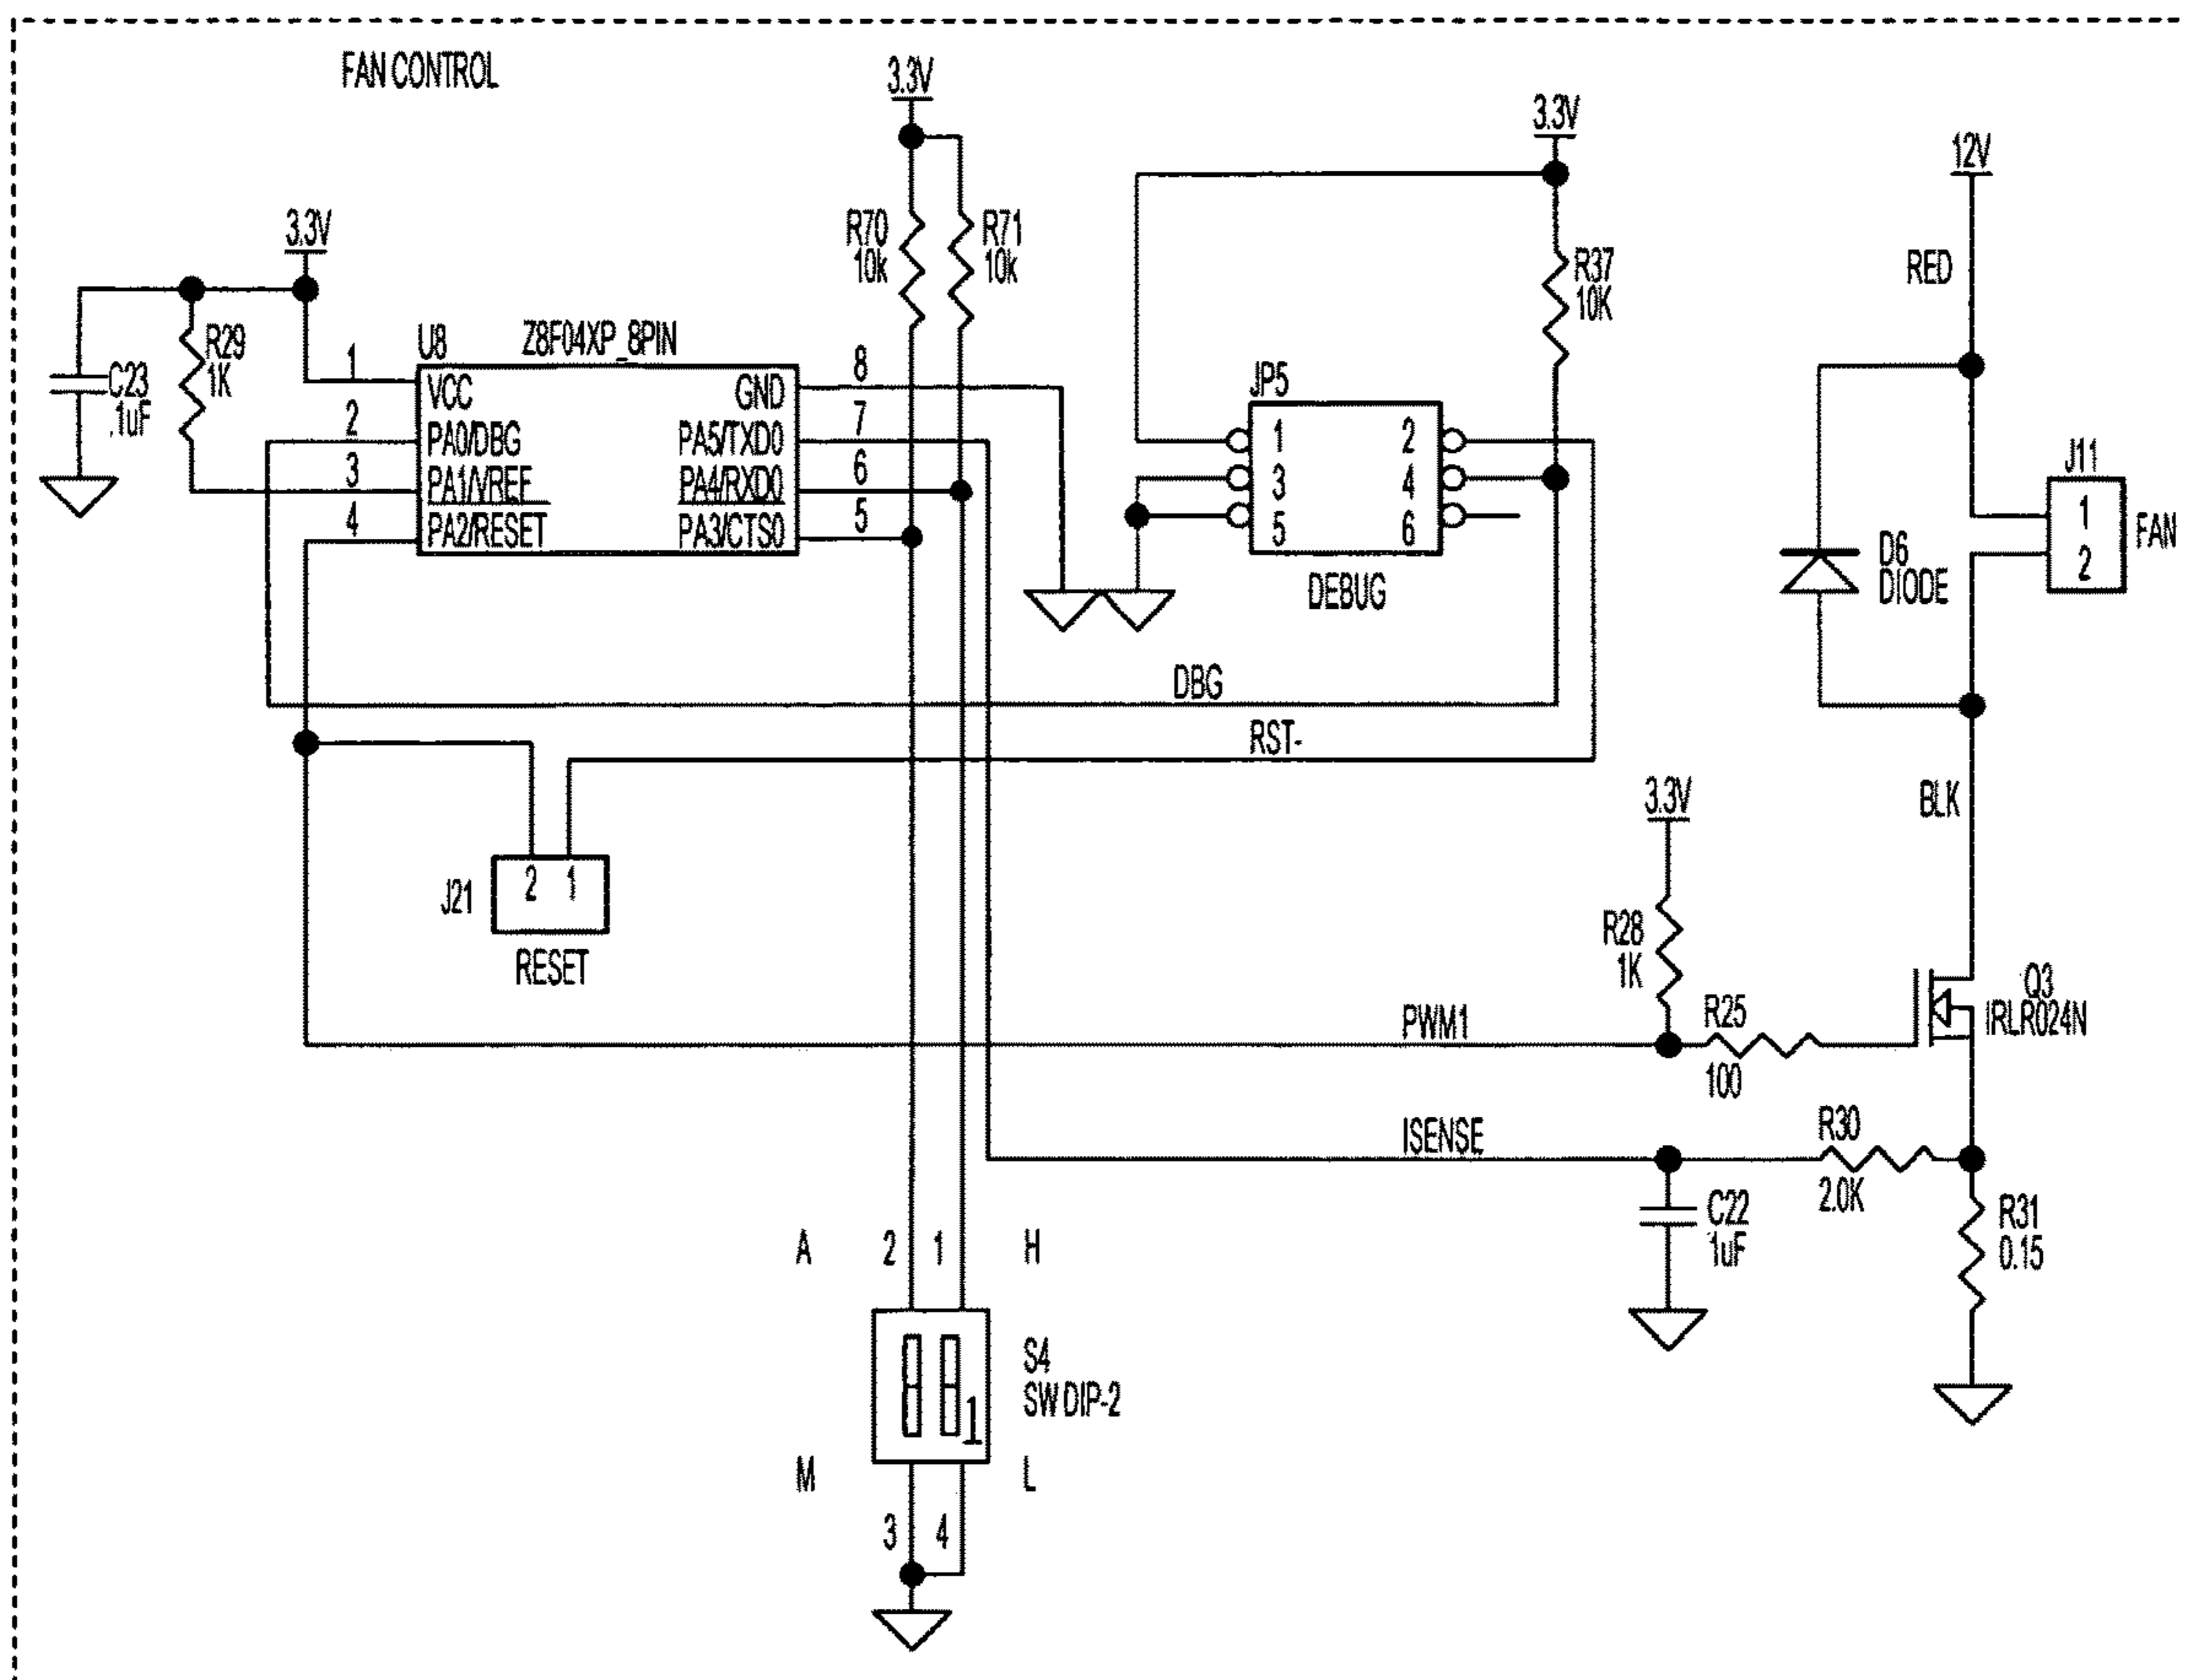 FAN CONTROL
3.3V
3.3V
12V
3.3V
R70
10k
R71
10k
RED
R37
10K
R29
1K
C23
.1uF
U8
Z8F04XP_8PIN
1
2
3
4
VCC
PA0/DBG
PA1/VREF
PA2/RESET
GND
PA5/TXD0
PA4/RXD0
PA3/CTS0
8
7
6
5
JP5
1
2
3
4
5
6
DEBUG
J11
1
2
FAN
D6
DIODE
DBG
RST-
BLK
3.3V
J21
2
1
RESET
R28
1K
Q3
IRLR024N
PWM1
R25
100
ISENSE
R30
2.0K
C22
1uF
R31
0.15
A
2
1
H
S4
SW DIP-2
1
M
L
3
4